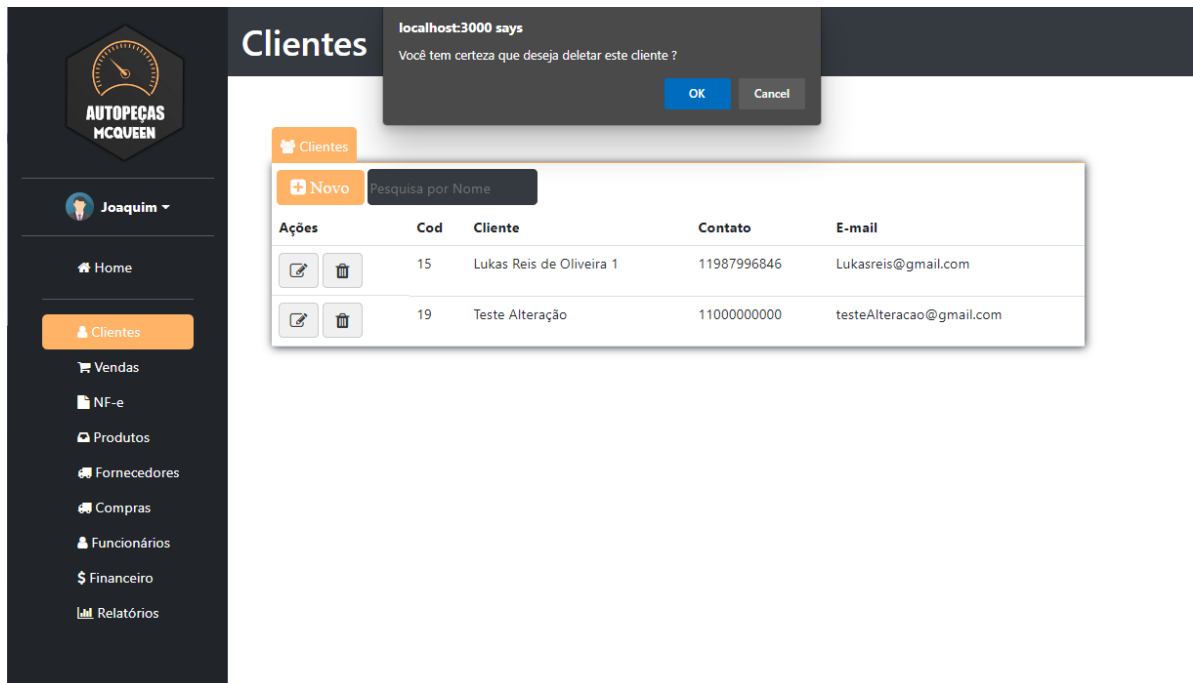 AUTOPEÇAS
MCQUEEN
Joaquim
Home
Clientes
Vendas
NF-e
Produtos
Fornecedores
Compras
Funcionários
$ Financeiro
Relatórios
Clientes
localhost:3000 says
Você tem certeza que deseja deletar este cliente ?
OK Cancel
Clientes
Novo Pesquisa por Nome
Ações Cod Cliente Contato E-mail
15 Lukas Reis de Oliveira 1 11987996846 Lukasreis@gmail.com
19 Teste Alteração 11000000000 testeAlteracao@gmail.com